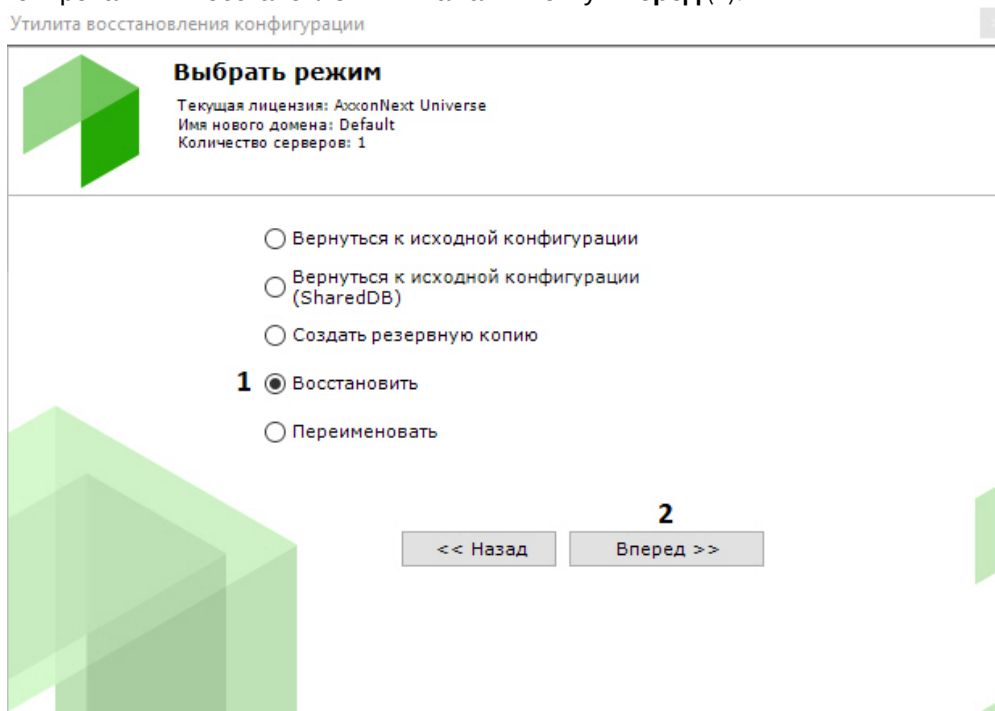 Утилита восстановления конфигурации
Выбрать режим
Текущая лицензия: AxxonNext Universe
Имя нового домена: Default
Количество серверов: 1
Вернуться к исходной конфигурации
Вернуться к исходной конфигурации
(SharedDB)
Создать резервную копию
1 Восстановить
Переименовать
2
<< Назад Вперед >>